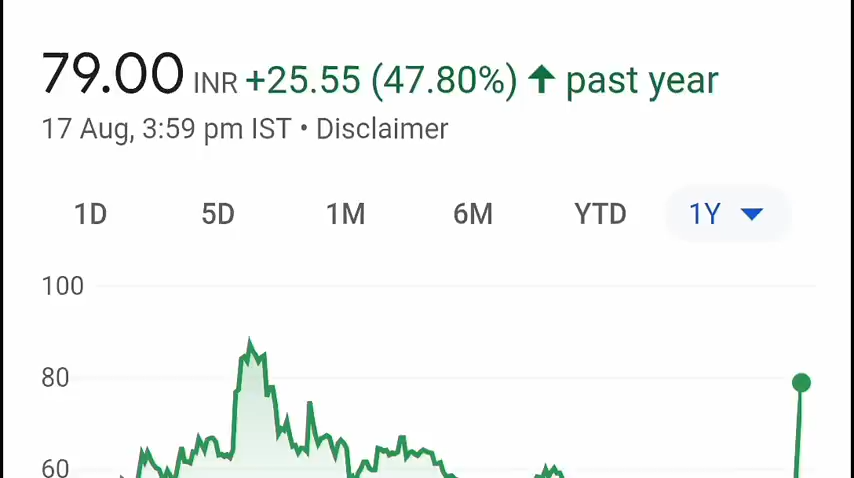 79.00 INR +25.55 (47.80%) ↑ past year
17 Aug, 3:59 pm IST • Disclaimer
1D 5D 1M 6M YTD 1Y
100
80
60